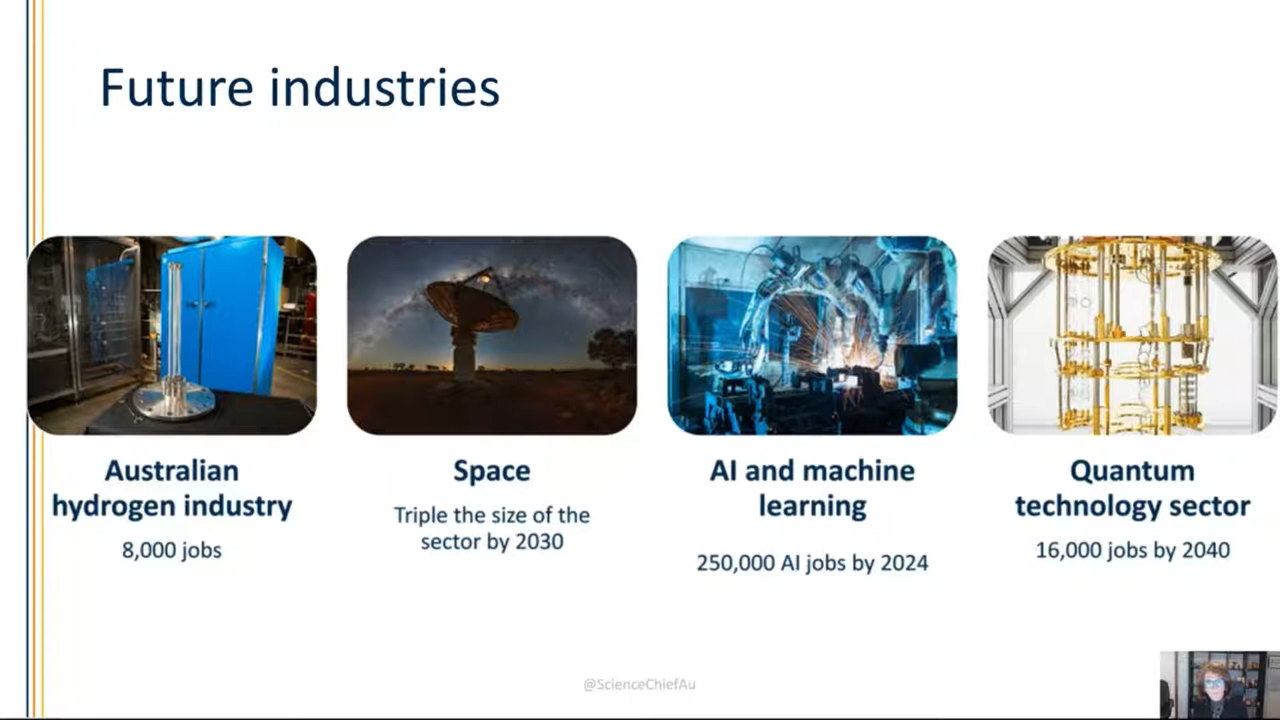 Future industries
Australian
hydrogen industry
8,000 jobs
Space
Triple the size of the
sector by 2030
AI and machine
learning
250,000 AI jobs by 2024
Quantum
technology sector
16,000 jobs by 2040
@ScienceChiefAu